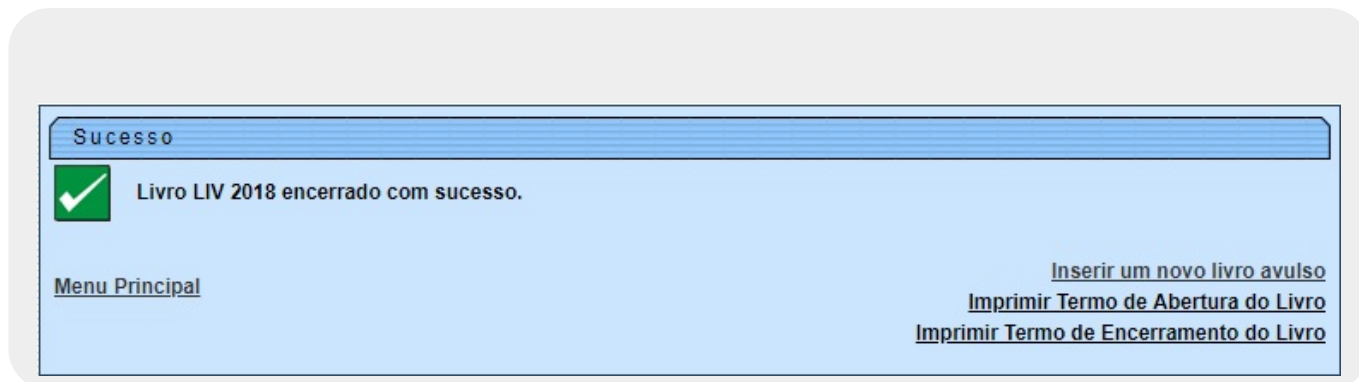 Sucesso
Livro LIV 2018 encerrado com sucesso.
Menu Principal
Inserir um novo livro avulso
Imprimir Termo de Abertura do Livro
Imprimir Termo de Encerramento do Livro